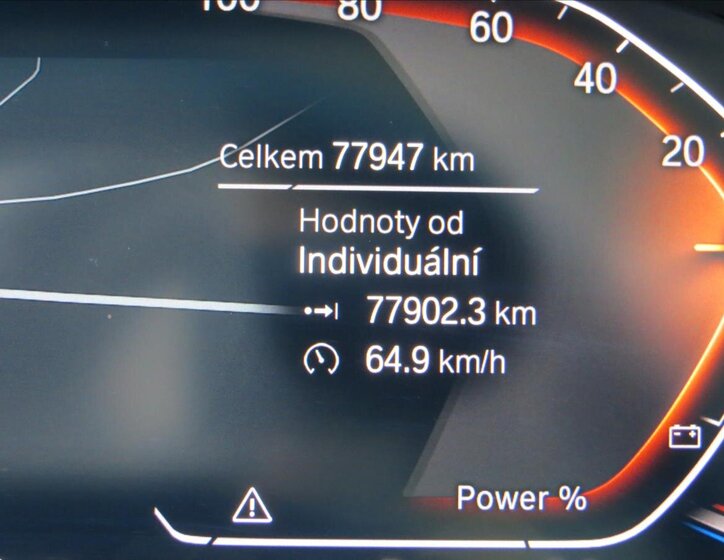 100 80 60 40 20
Celkem 77947 km
Hodnoty od
Individuální
77902.3 km
64.9 km/h
Power %